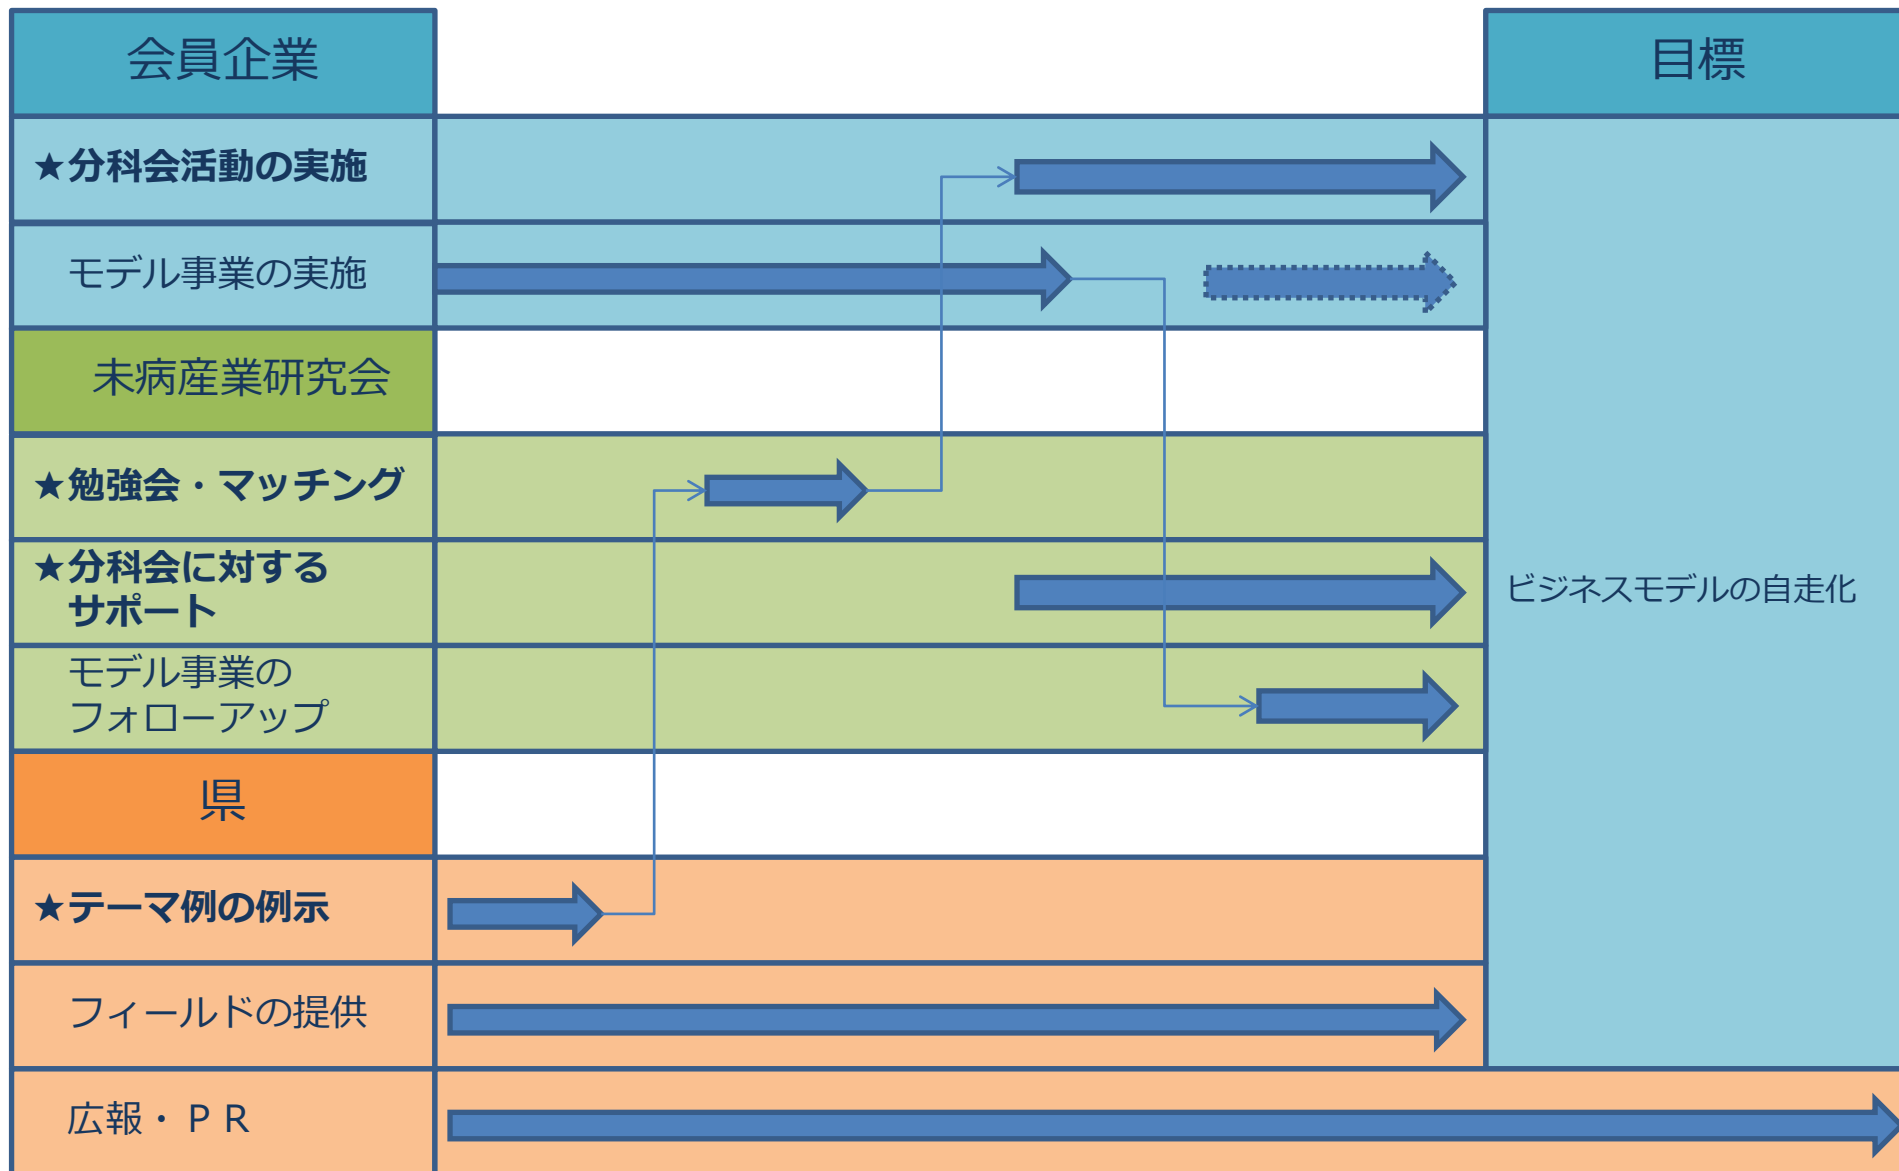 会員企業
目標
★分科会活動の実施
モデル事業の実施
未病産業研究会
★勉強会・マッチング
★分科会に対する
サポート
ビジネスモデルの自走化
モデル事業の
フォローアップ
県
★テーマ例の例示
フィールドの提供
広報・ＰＲ